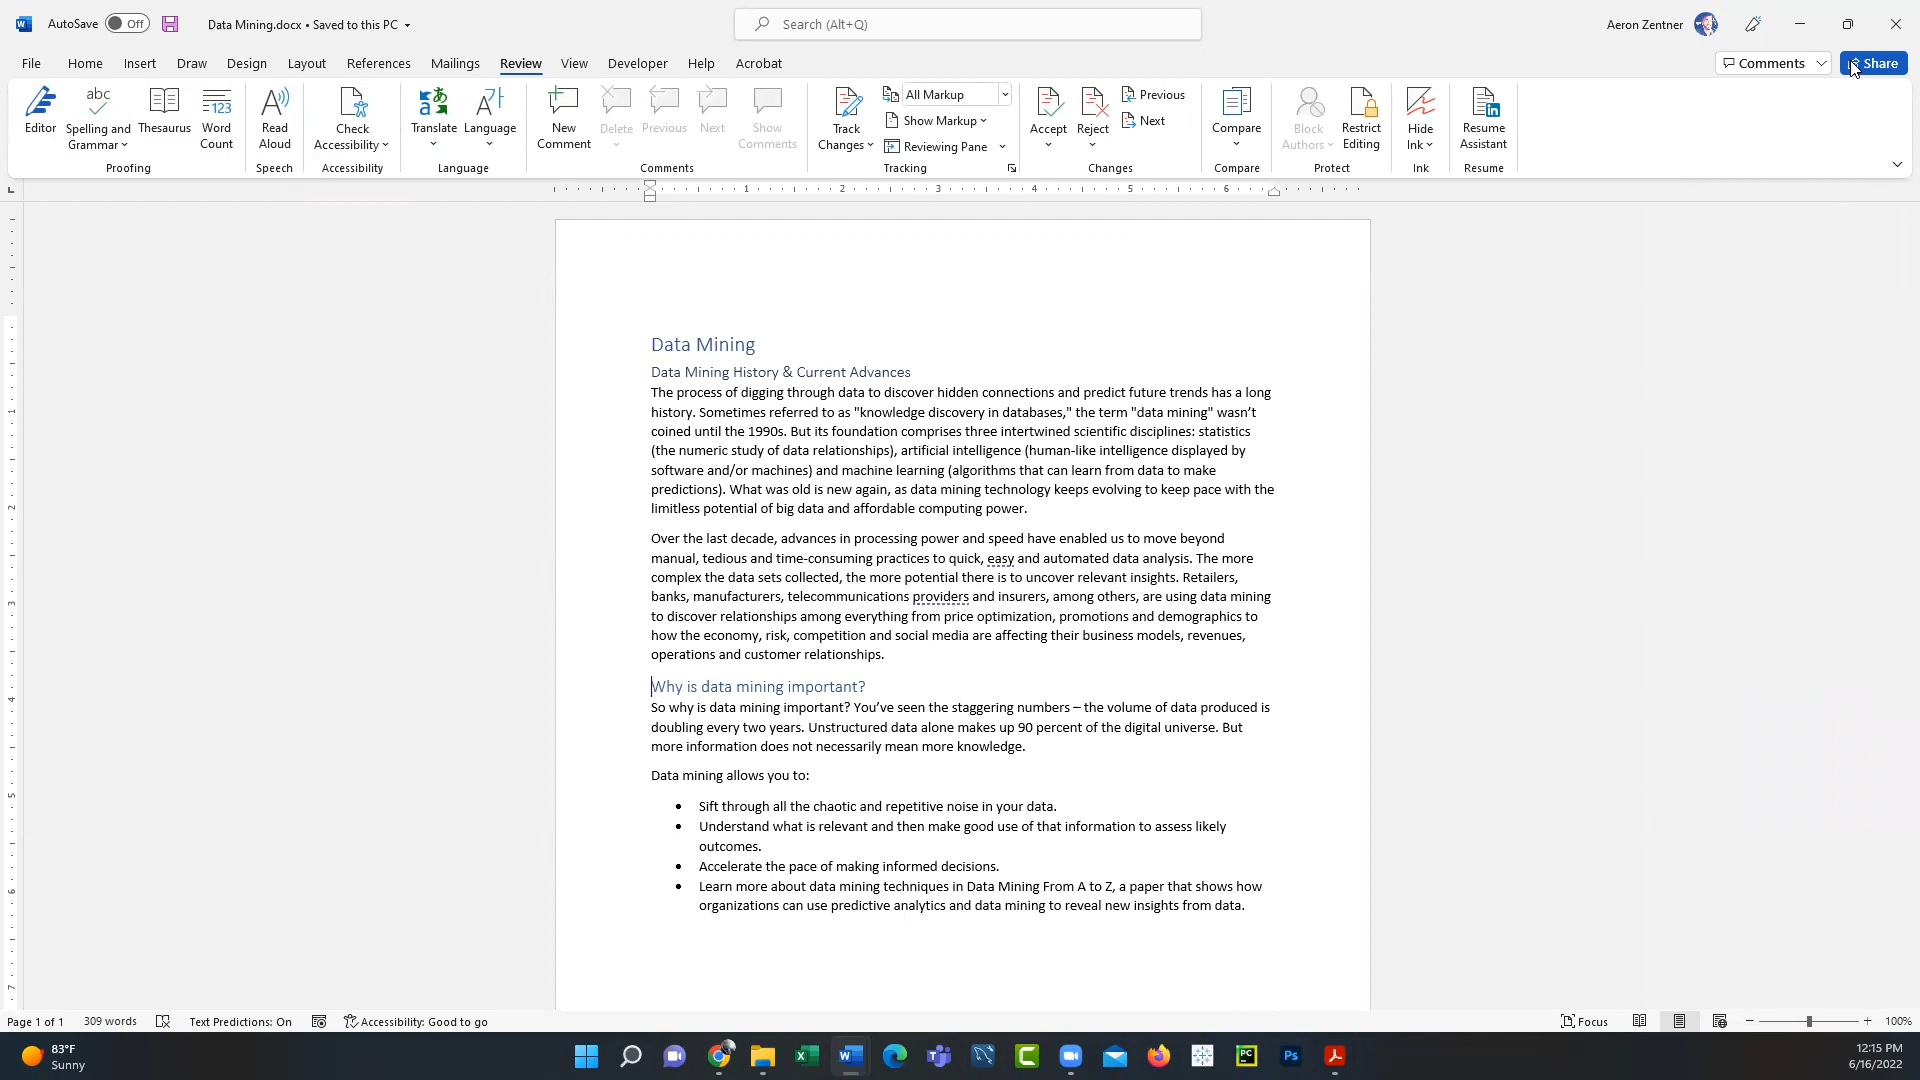 AutoSave Off Data Mining.docx • Saved to this PC Search (Alt+Q) Aeron Zentner
File Home Insert Draw Design Layout References Mailings Review View Developer Help Acrobat Comments Share
Editor
Spelling and
Grammar
Thesaurus
Word
Count
Proofing
Read
Aloud
Speech
Check
Accessibility
Accessibility
Translate
Language
Language
New
Comment
Delete
Previous
Next
Show
Comments
Comments
Track
Changes
All Markup
Show Markup
Reviewing Pane
Tracking
Accept
Reject
Previous
Next
Changes
Compare
Compare
Block
Authors
Restrict
Editing
Protect
Hide
Ink
Ink
Resume
Assistant
Resume
1 2 3 4 5 6
Data Mining
Data Mining History & Current Advances
The process of digging through data to discover hidden connections and predict future trends has a long
history. Sometimes referred to as "knowledge discovery in databases," the term "data mining" wasn’t
coined until the 1990s. But its foundation comprises three intertwined scientific disciplines: statistics
(the numeric study of data relationships), artificial intelligence (human-like intelligence displayed by
software and/or machines) and machine learning (algorithms that can learn from data to make
predictions). What was old is new again, as data mining technology keeps evolving to keep pace with the
limitless potential of big data and affordable computing power.
Over the last decade, advances in processing power and speed have enabled us to move beyond
manual, tedious and time-consuming practices to quick, easy and automated data analysis. The more
complex the data sets collected, the more potential there is to uncover relevant insights. Retailers,
banks, manufacturers, telecommunications providers and insurers, among others, are using data mining
to discover relationships among everything from price optimization, promotions and demographics to
how the economy, risk, competition and social media are affecting their business models, revenues,
operations and customer relationships.
Why is data mining important?
So why is data mining important? You’ve seen the staggering numbers – the volume of data produced is
doubling every two years. Unstructured data alone makes up 90 percent of the digital universe. But
more information does not necessarily mean more knowledge.
Data mining allows you to:
• Sift through all the chaotic and repetitive noise in your data.
• Understand what is relevant and then make good use of that information to assess likely
outcomes.
• Accelerate the pace of making informed decisions.
• Learn more about data mining techniques in Data Mining From A to Z, a paper that shows how
organizations can use predictive analytics and data mining to reveal new insights from data.
1
2
3
4
5
6
7
Page 1 of 1 309 words Text Predictions: On Accessibility: Good to go Focus 100%
83°F
Sunny
12:15 PM
6/16/2022